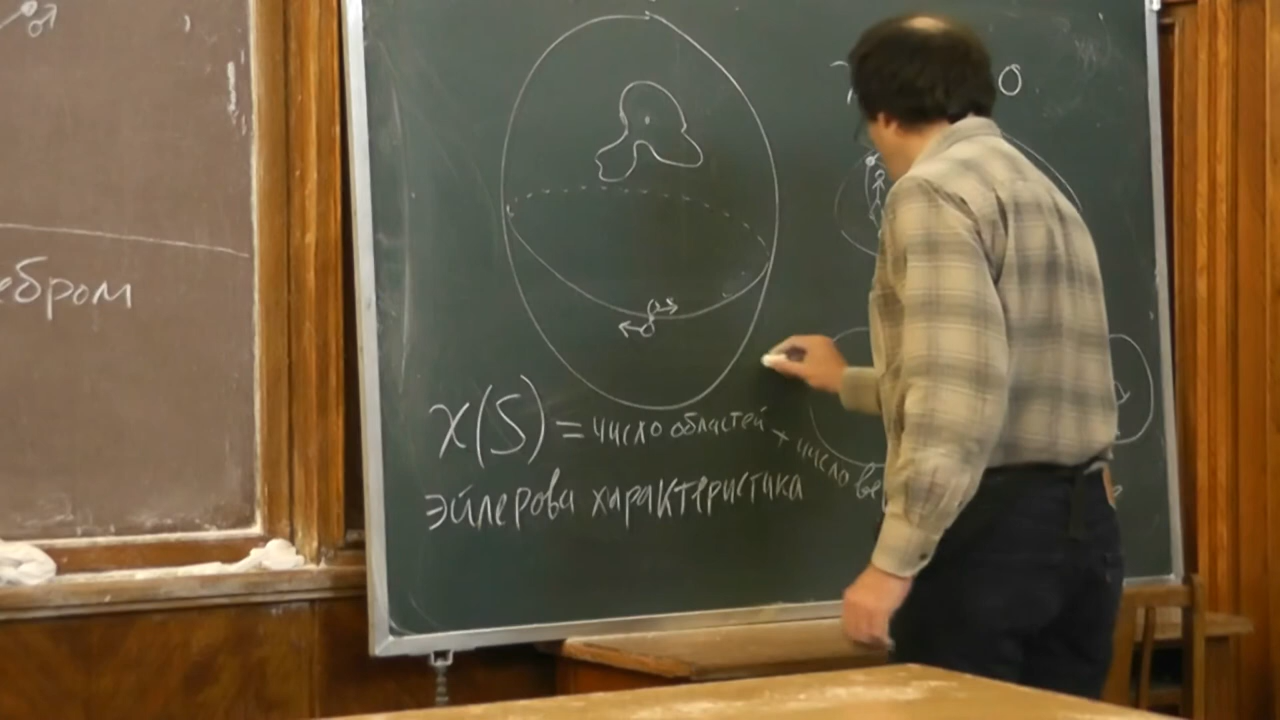 ебром
O
χ(S) = число областей + число ве
эйлерова характеристика